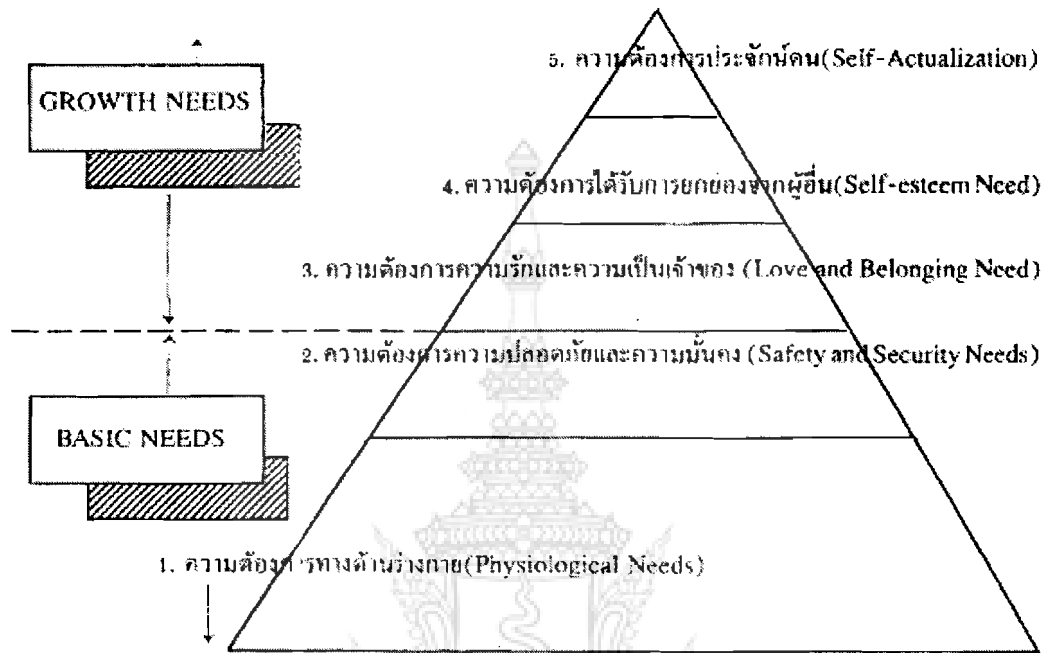 5. ความต้องการประจักษ์ตน(Self-Actualization)
GROWTH NEEDS
4. ความต้องการได้รับการยกย่องจากผู้อื่น(Self-esteem Need)
3. ความต้องการความรักและความเป็นเจ้าของ (Love and Belonging Need)
2. ความต้องการความปลอดภัยและความมั่นคง (Safety and Security Needs)
BASIC NEEDS
1. ความต้องการทางด้านร่างกาย(Physiological Needs)